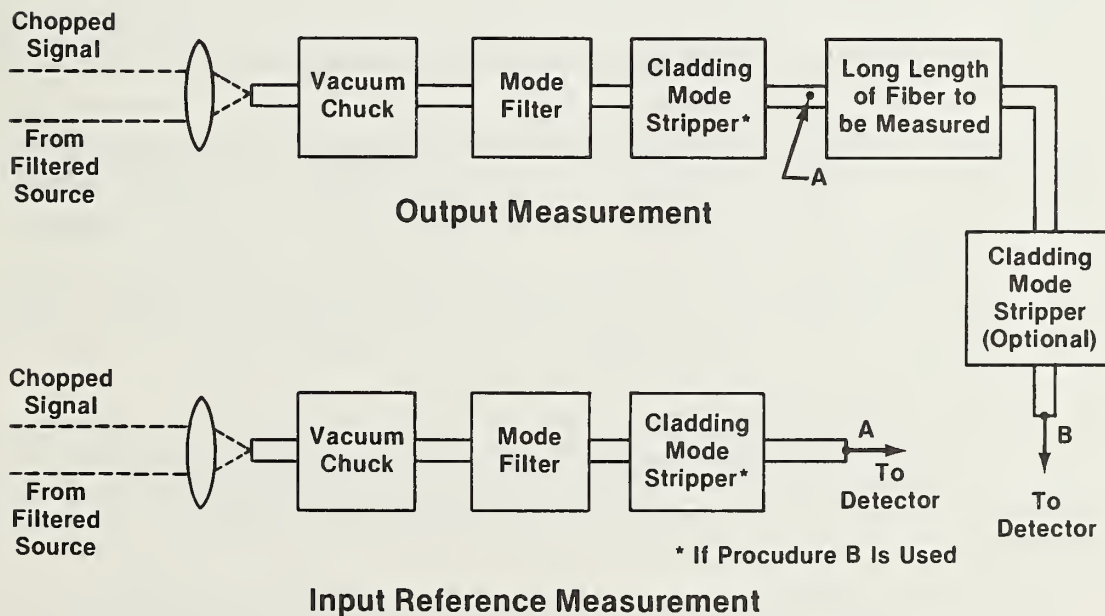 Chopped
Signal
From
Filtered
Source
Vacuum
Chuck
Mode
Filter
Cladding
Mode
Stripper*
A
Long Length
of Fiber to
be Measured
Output Measurement
Cladding
Mode
Stripper
(Optional)
B
To
Detector
Chopped
Signal
From
Filtered
Source
Vacuum
Chuck
Mode
Filter
Cladding
Mode
Stripper*
A
To
Detector
* If Procudure B Is Used
Input Reference Measurement